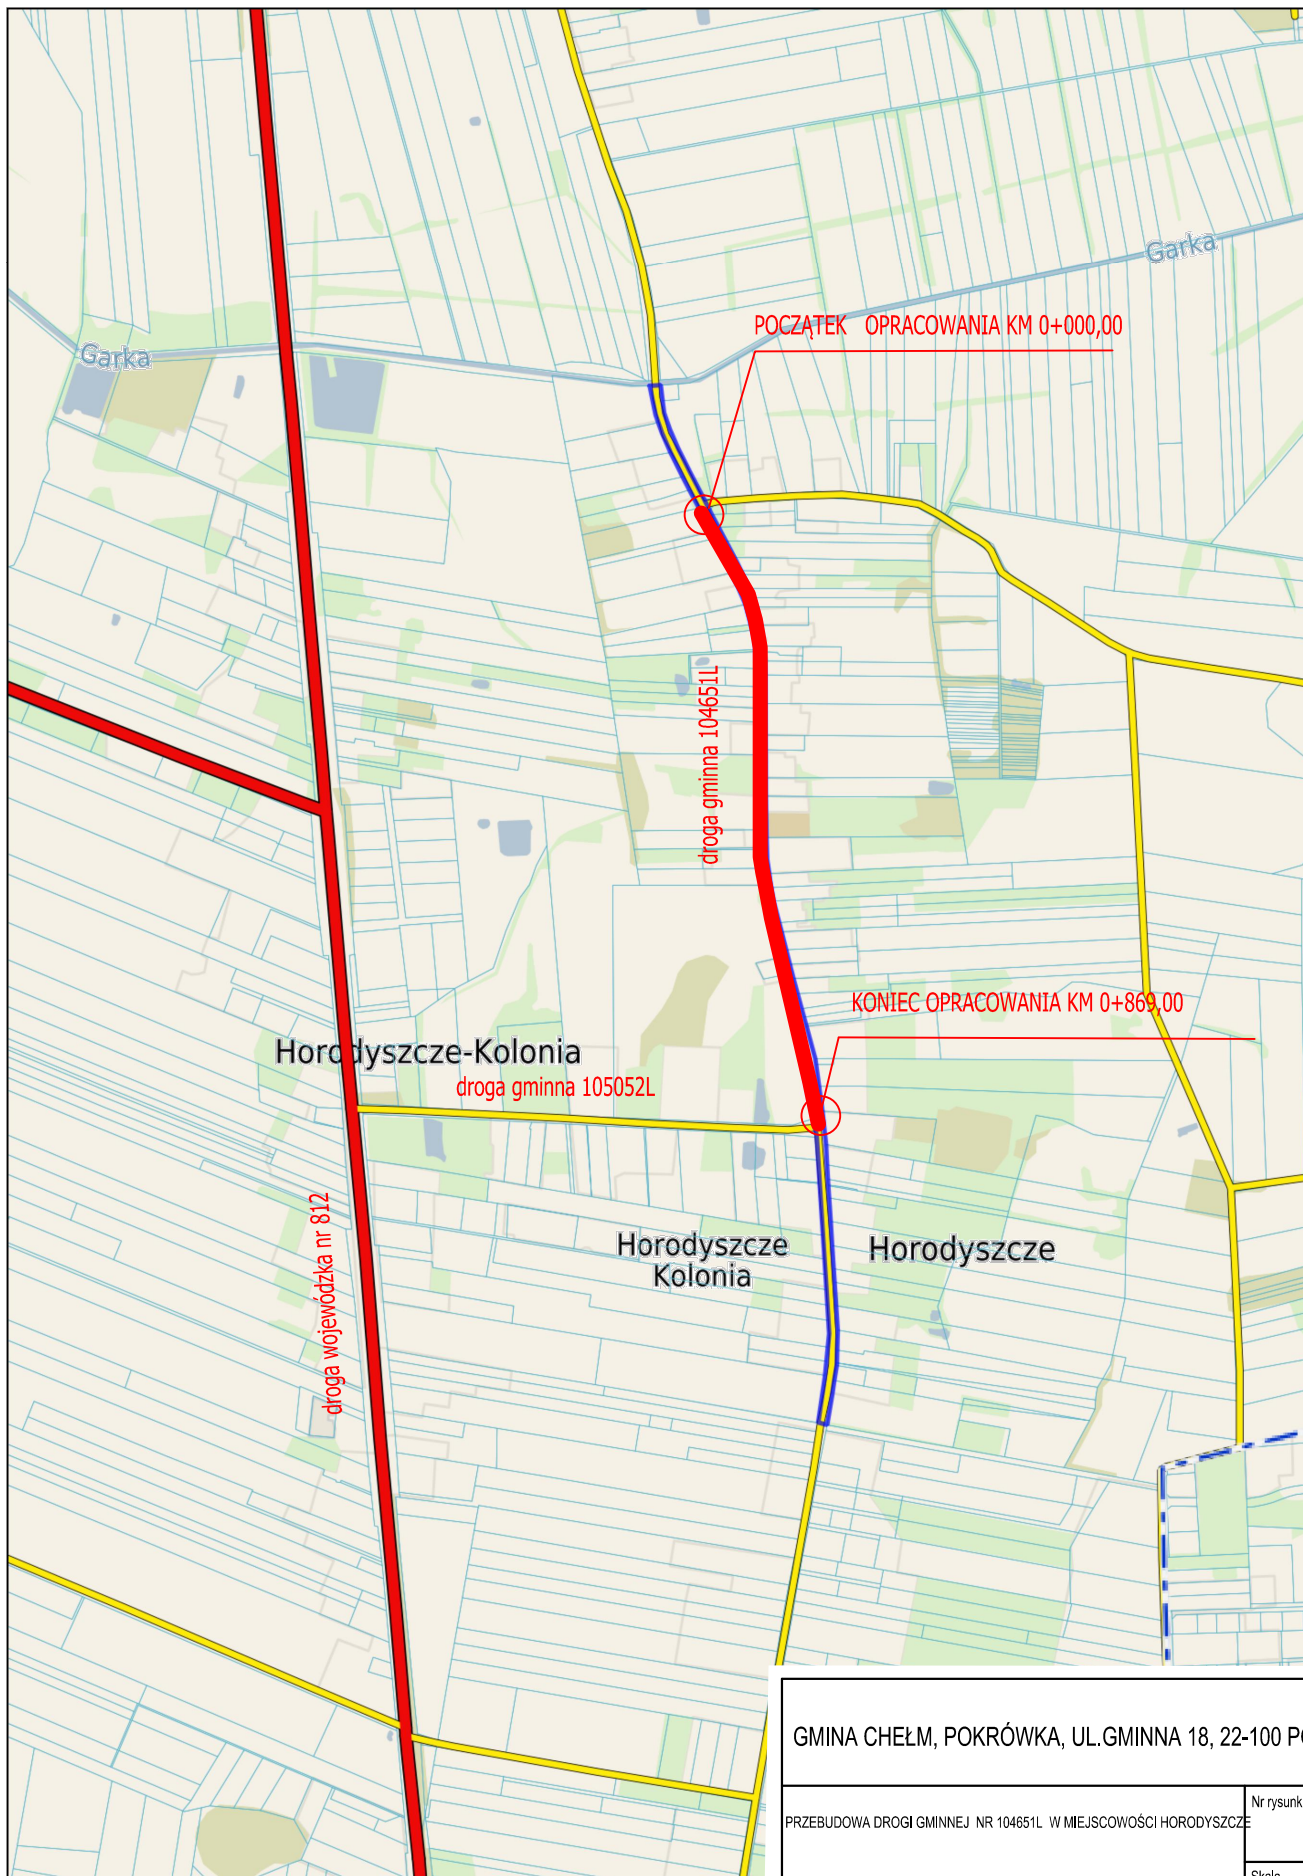 Garka
POCZĄTEK OPRACOWANIA KM 0+000,00
Garka
droga gminna 104651L
KONIEC OPRACOWANIA KM 0+869,00
Horodyszcze-Kolonia
droga gminna 105052L
droga wojewódzka nr 812
Horodyszcze
Kolonia
Horodyszcze
GMINA CHEŁM, POKRÓWKA, UL.GMINNA 18, 22-100
PRZEBUDOWA DROGI GMINNEJ NR 104651L W MIEJSCOWOŚCI HORODYSZCZE
Nr rysunk